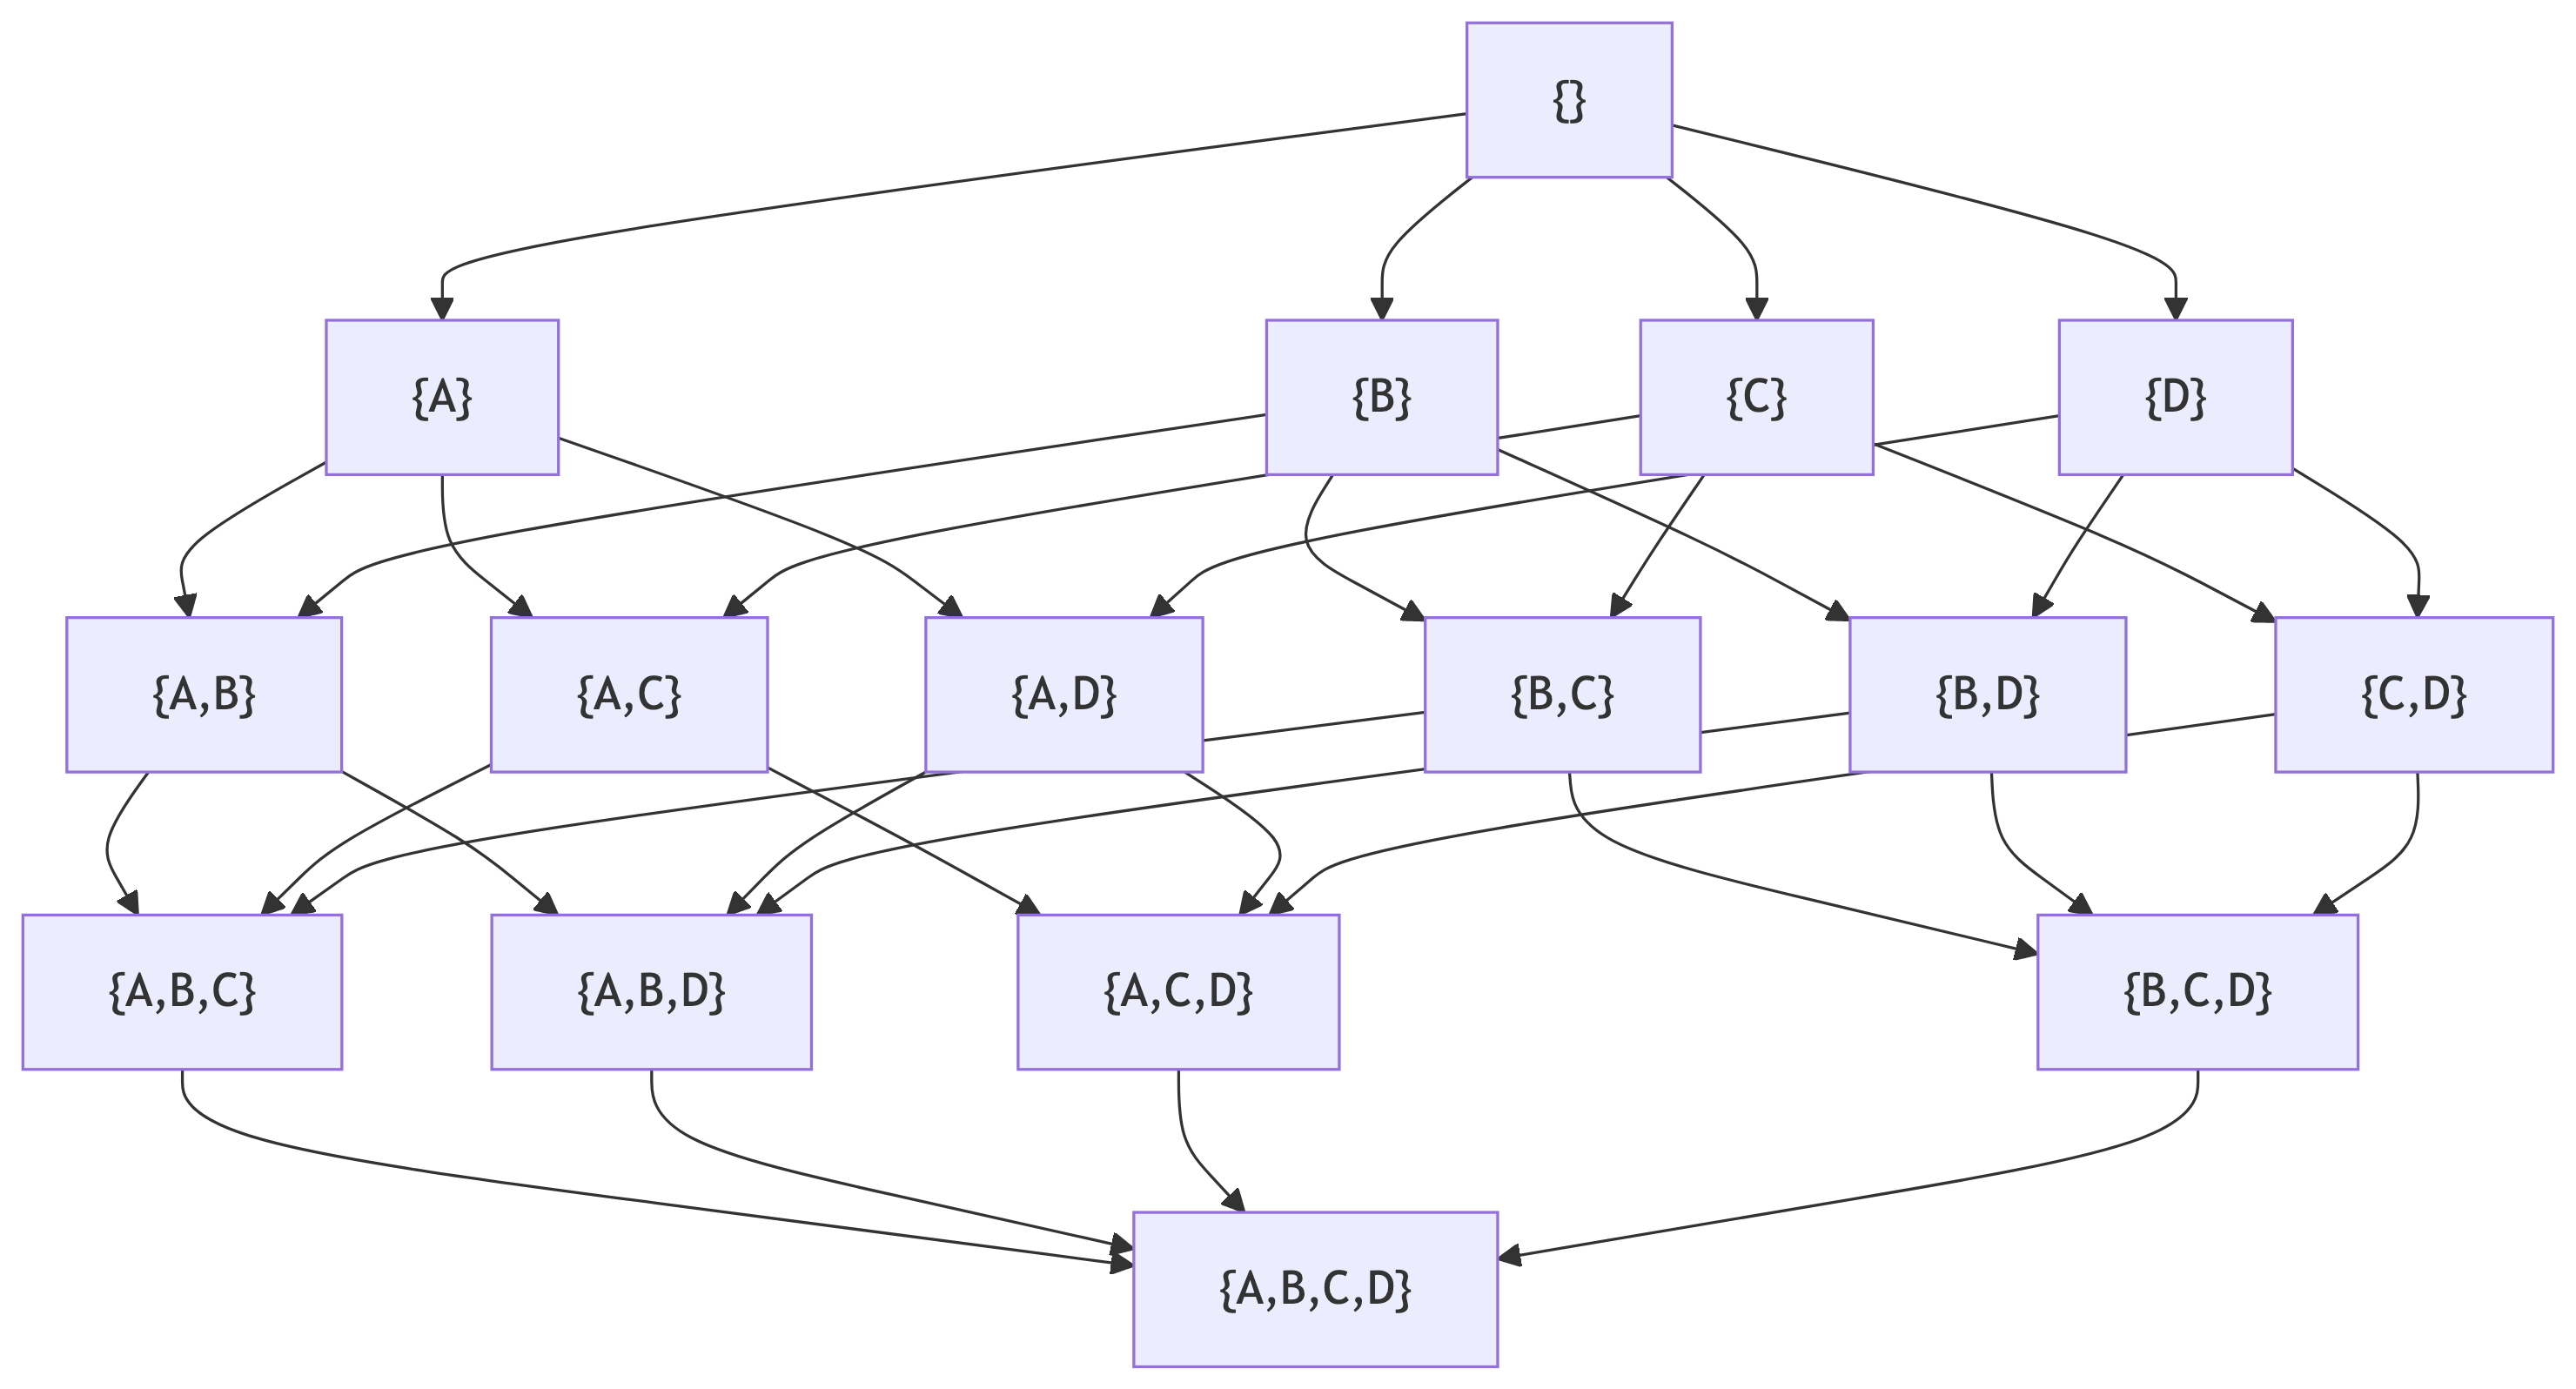 {}
{A}
{B}
{C}
{D}
{A,B}
{A,C}
{A,D}
{B,C}
{B,D}
{C,D}
{A,B,C}
{A,B,D}
{A,C,D}
{B,C,D}
{A,B,C,D}